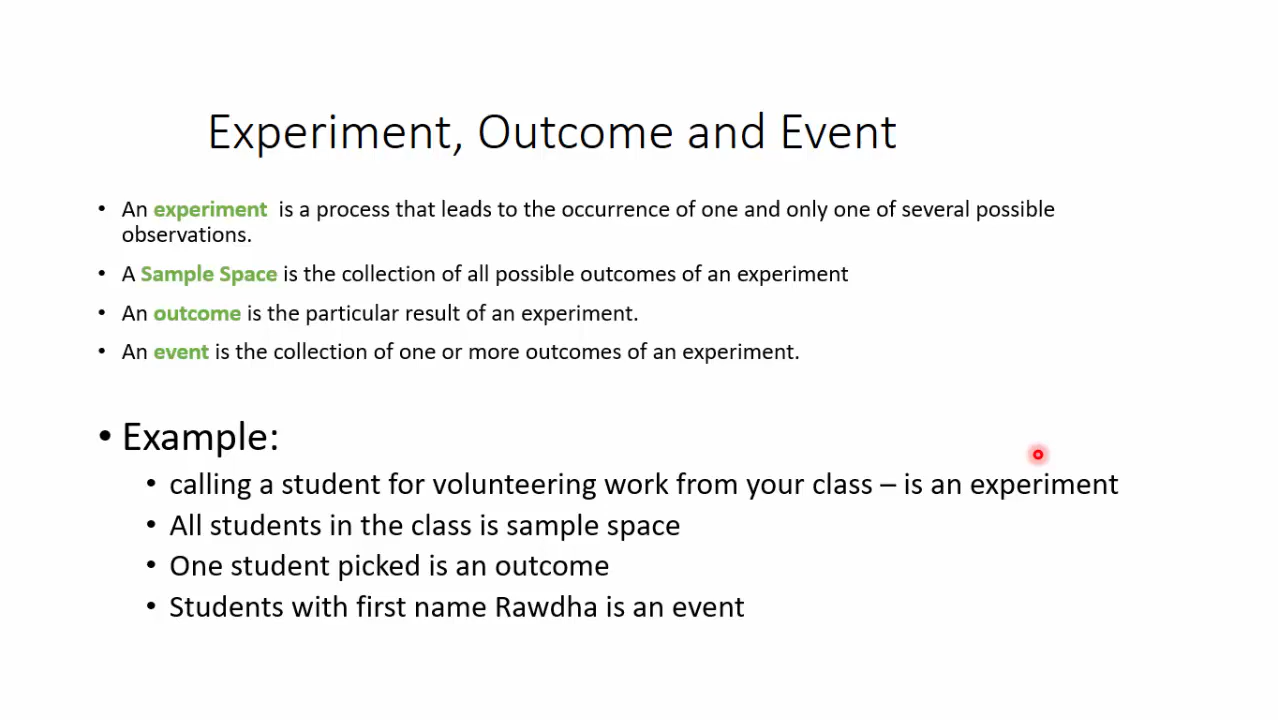 Experiment, Outcome and Event
• An experiment is a process that leads to the occurrence of one and only one of several possible
observations.
• A Sample Space is the collection of all possible outcomes of an experiment
• An outcome is the particular result of an experiment.
• An event is the collection of one or more outcomes of an experiment.
• Example:
• calling a student for volunteering work from your class – is an experiment
• All students in the class is sample space
• One student picked is an outcome
• Students with first name Rawdha is an event